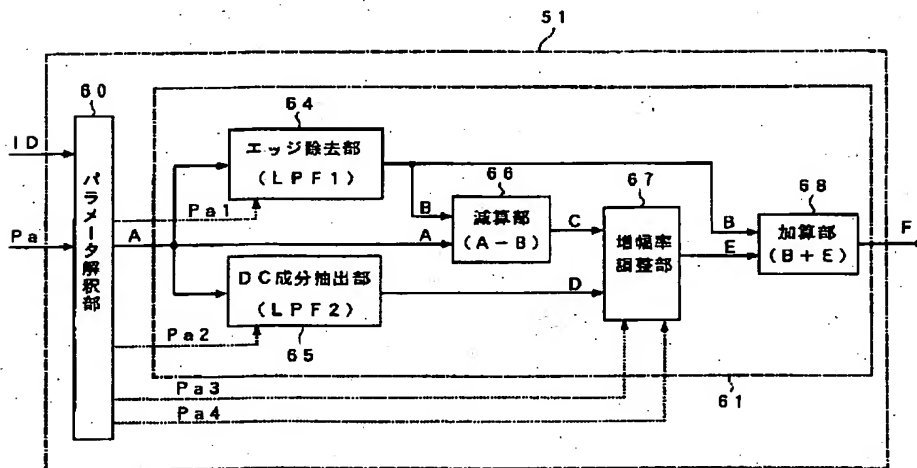 51
60
64
ID
エッジ除去部
(LPF1)
66
67
68
パラメータ解釈部
Pa1
B
減算部
(A-B)
C
B
加算部
(B+E)
F
Pa
A
A
増幅率
調整部
E
DC成分抽出部
(LPF2)
D
Pa2
65
Pa3
61
Pa4